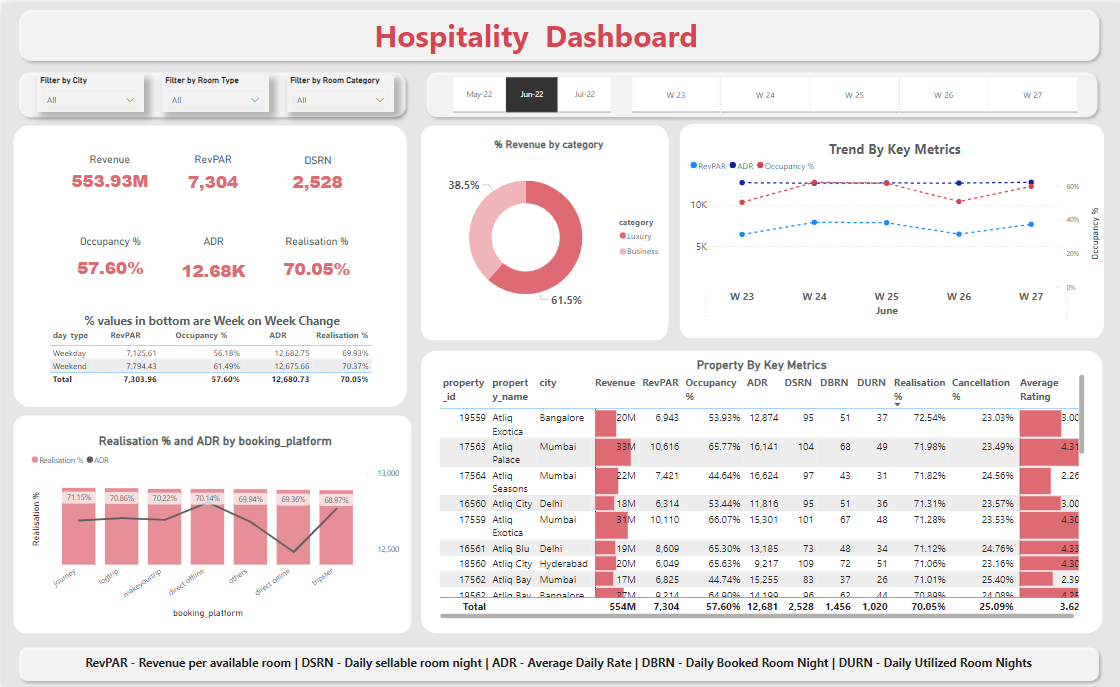 Hospitality Dashboard
Filter by City
All
Filter by Room Type
All
Filter by Room Category
All
May-22 Jun-22 Jul-22
W 23 W 24 W 25 W 26 W 27
Revenue RevPAR DSRN
553.93M 7,304 2,528
Occupancy % ADR Realisation %
57.60% 12.68K 70.05%
% values in bottom are Week on Week Change
day_type RevPAR Occupancy % ADR Realisation %
Weekday 7,125.61 56.18% 12,682.75 69.93%
Weekend 7,794.43 61.49% 12,675.66 70.37%
Total 7,303.96 57.60% 12,680.73 70.05%
% Revenue by category
38.5%
61.5%
category
Luxury
Business
Trend By Key Metrics
RevPAR ADR Occupancy %
10K
5K
60%
40%
20%
0%
Occupancy %
W 23 W 24 W 25 W 26 W 27
June
Realisation % and ADR by booking_platform
Realisation % ADR
Realisation %
13,000
12,500
71.15% 70.86% 70.22% 70.14% 69.94% 69.36% 68.97%
journey logtrip makeyourtrip direct offline others direct online tripster
booking_platform
Property By Key Metrics
property property city Revenue RevPAR Occupancy ADR DSRN DBRN DURN Realisation Cancellation Average
_id y_name % % % Rating
19559 Atliq Bangalore 20M 6,943 53.93% 12,874 95 51 37 72.54% 23.03% 3.00
Exotica
17563 Atliq Mumbai 33M 10,616 65.77% 16,141 104 68 49 71.98% 23.49% 4.31
Palace
17564 Atliq Mumbai 22M 7,421 44.64% 16,624 97 43 31 71.82% 24.56% 2.26
Seasons
16560 Atliq City Delhi 18M 6,314 53.44% 11,816 95 51 36 71.31% 23.57% 3.00
17559 Atliq Mumbai 31M 10,110 66.07% 15,301 101 67 48 71.28% 23.53% 4.30
Exotica
16561 Atliq Blu Delhi 19M 8,609 65.30% 13,185 73 48 34 71.12% 24.76% 4.33
18560 Atliq City Hyderabad 20M 6,049 65.63% 9,217 109 72 51 71.06% 23.16% 4.30
17562 Atliq Bay Mumbai 17M 6,825 44.74% 15,255 83 37 26 71.01% 25.40% 2.39
19562 Atliq Bay Bangalore 27M 9,214 64.90% 14,199 96 62 44 70.89% 24.08% 4.25
Total 554M 7,304 57.60% 12,681 2,528 1,456 1,020 70.05% 25.09% 3.62
RevPAR - Revenue per available room | DSRN - Daily sellable room night | ADR - Average Daily Rate | DBRN - Daily Booked Room Night | DURN - Daily Utilized Room Nights